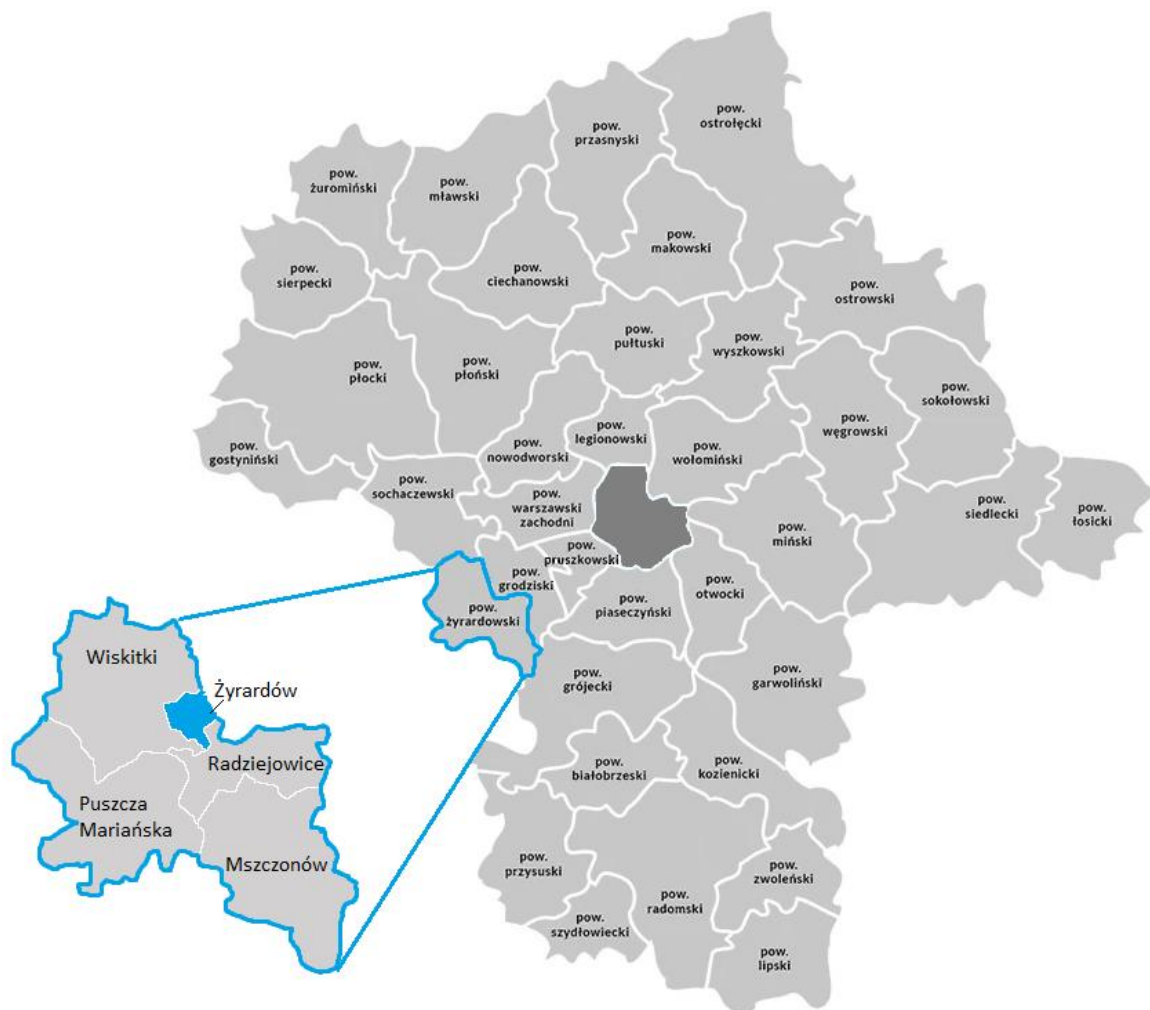 pow.
ostrołęcki
pow.
przasnyski
pow.
żuromiński
pow.
mławski
pow.
makowski
pow.
sierpecki
pow.
ciechanowski
pow.
ostrowski
pow.
pułtuski
pow.
wyszkowski
pow.
płocki
pow.
płoński
pow.
sokołowski
pow.
węgrowski
pow.
legionowski
pow.
nowodworski
pow.
wołomiński
pow.
gostyniński
pow.
sochaczewski
pow.
warszawski
zachodni
pow.
siedlecki
pow.
łosicki
pow.
miński
pow.
pruszkowski
pow.
grodziski
pow.
otwocki
pow.
piaseczyński
pow.
żyrardowski
pow.
grójecki
pow.
garwoliński
Wiskitki
Żyrardów
Radziejowice
Puszcza
Mariańska
Mszczonów
pow.
białobrzeski
pow.
kozienicki
pow.
przysuski
pow.
zwoleński
pow.
radomski
pow.
szydłowiecki
pow.
lipski